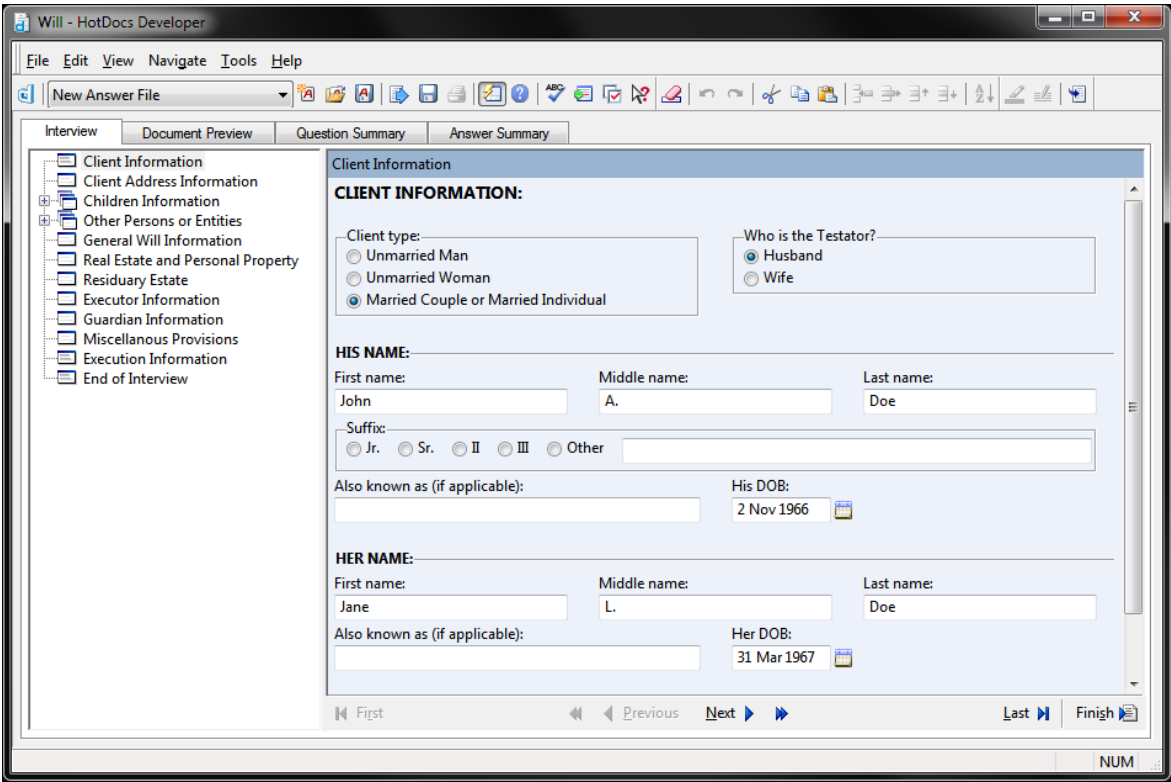 Will - HotDocs Developer
File Edit View Navigate Tools Help
New Answer File
ABC
Interview Document Preview Question Summary Answer Summary
Client Information
Client Address Information
Children Information
Other Persons or Entities
General Will Information
Real Estate and Personal Property
Residuary Estate
Executor Information
Guardian Information
Miscellanous Provisions
Execution Information
End of Interview
Client Information
CLIENT INFORMATION:
Client type: Who is the Testator?
Unmarried Man Husband
Unmarried Woman Wife
Married Couple or Married Individual
HIS NAME:
First name: Middle name: Last name:
John A. Doe
Suffix:
Jr. Sr. II III Other
Also known as (if applicable): His DOB:
2 Nov 1966
HER NAME:
First name: Middle name: Last name:
Jane L. Doe
Also known as (if applicable): Her DOB:
31 Mar 1967
First Previous Next Last Finish
NUM